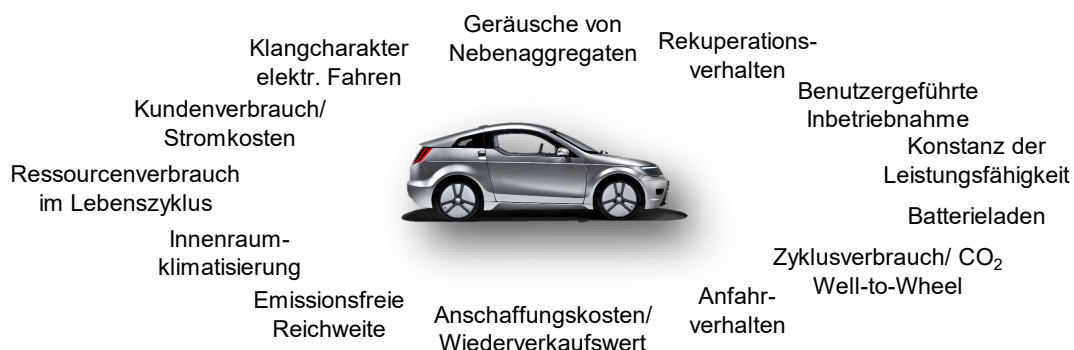 Geräusche von
Nebenaggregaten
Klangcharakter
elektr. Fahren
Rekuperations-
verhalten
Kundenverbrauch/
Stromkosten
Benutzergeführte
Inbetriebnahme
Konstanz der
Leistungsfähigkeit
Ressourcenverbrauch
im Lebenszyklus
Batterieladen
Innenraum-
klimatisierung
Zyklusverbrauch/ CO₂
Well-to-Wheel
Emissionsfreie
Reichweite
Anschaffungskosten/
Wiederverkaufswert
Anfahr-
verhalten